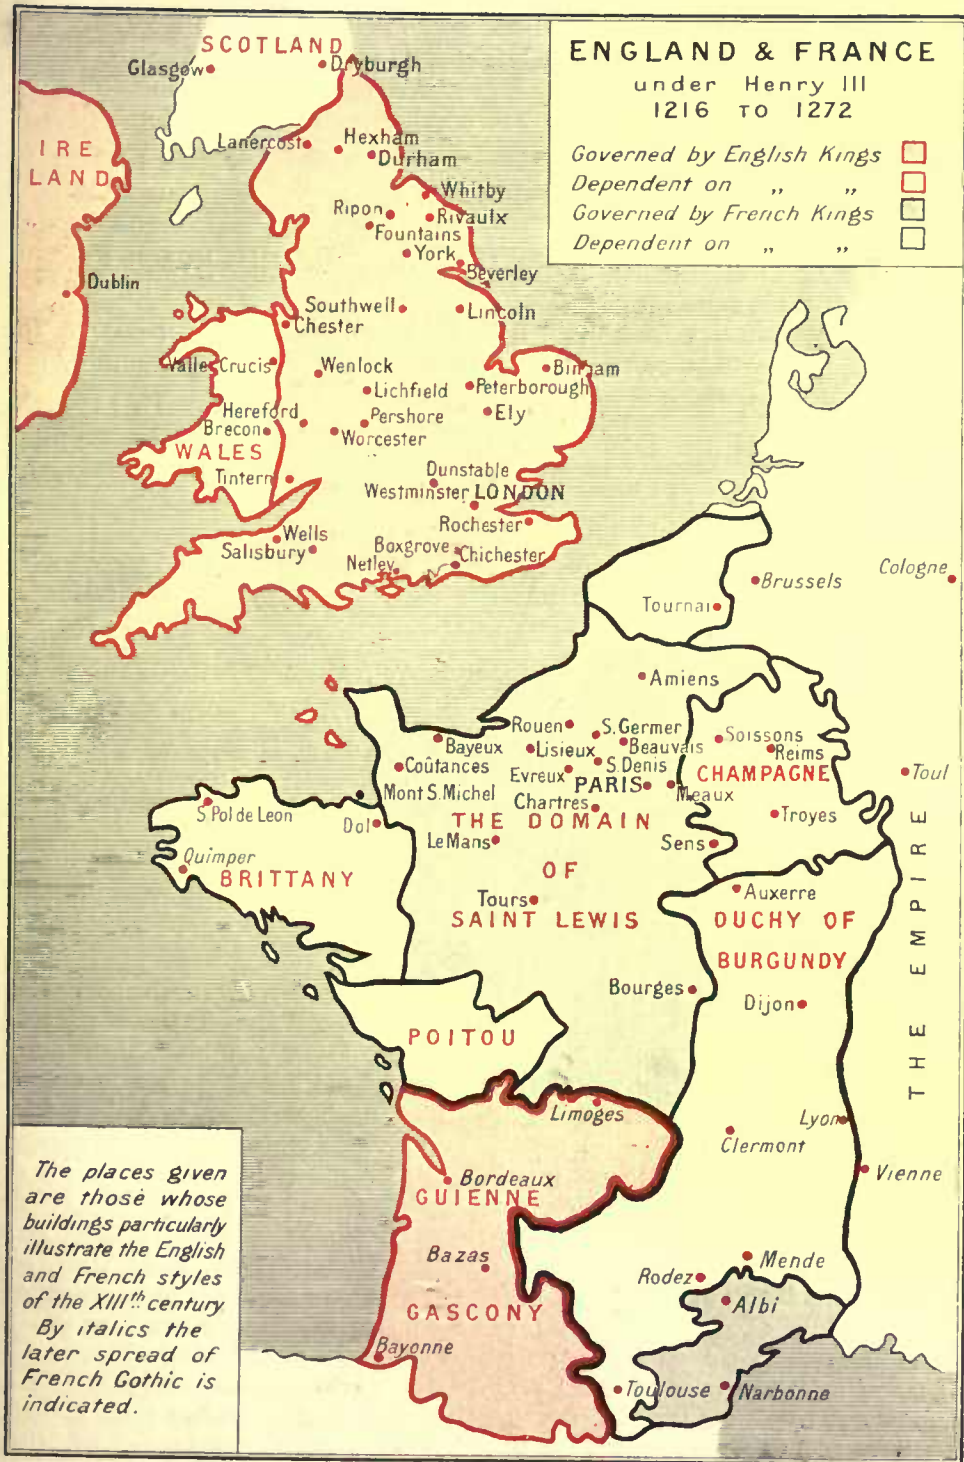 ENGLAND & FRANCE
under Henry III
1216 TO 1272
Governed by English Kings
Dependent on „ „
Governed by French Kings
Dependent on „ „
SCOTLAND
Glasgow
Dryburgh
IRE
LAND
Lanercost
Hexham
Durham
Whitby
Ripon
Rivaulx
Fountains
York
Beverley
Dublin
Southwell
Lincoln
Chester
Valle Crucis
Wenlock
Bingham
Lichfield
Peterborough
Hereford
Pershore
Ely
Brecon
Worcester
WALES
Tintern
Dunstable
Westminster
LONDON
Rochester
Wells
Salisbury
Boxgrove
Chichester
Netley
Tournai
Brussels
Cologne
Amiens
Rouen
S. Germer
Soissons
Bayeux
Lisieux
Beauvais
Reims
Coûtances
Evreux
S. Denis
CHAMPAGNE
Toul
Mont S. Michel
PARIS
Meaux
Chartres
S. Pol de Leon
Dol
THE DOMAIN
Troyes
Le Mans
Sens
Quimper
BRITTANY
OF
Auxerre
Tours
SAINT LEWIS
DUCHY OF
BURGUNDY
THE EMPIRE
Bourges
Dijon
POITOU
Limoges
Lyon
Clermont
Vienne
Bordeaux
GUIENNE
Bazas
Mende
Rodez
GASCONY
Albi
Bayonne
Toulouse
Narbonne
The places given
are those whose
buildings particularly
illustrate the English
and French styles
of the XIIIth century
By italics the
later spread of
French Gothic is
indicated.